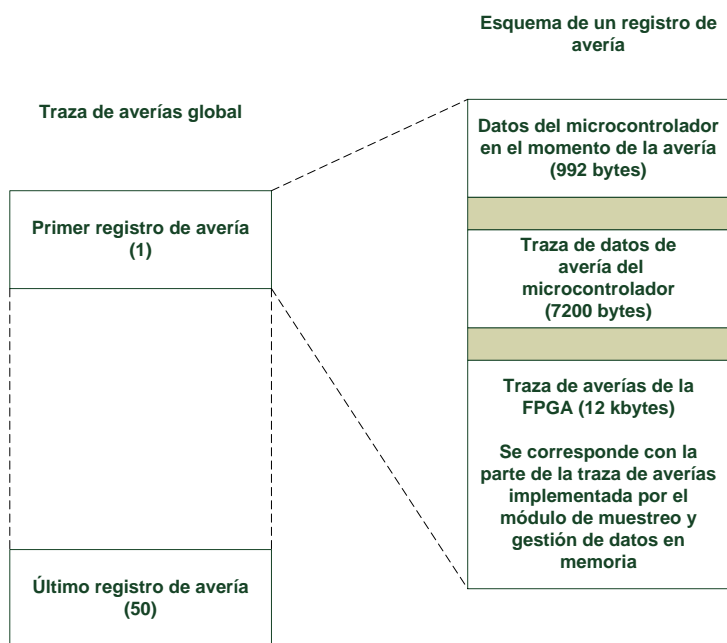 Esquema de un registro de
avería
Traza de averías global
Datos del microcontrolador
en el momento de la avería
(992 bytes)
Primer registro de avería
(1)
Traza de datos de
avería del
microcontrolador
(7200 bytes)
Traza de averías de la
FPGA (12 kbytes)
Se corresponde con la
parte de la traza de averías
implementada por el
módulo de muestreo y
gestión de datos en
memoria
Último registro de avería
(50)